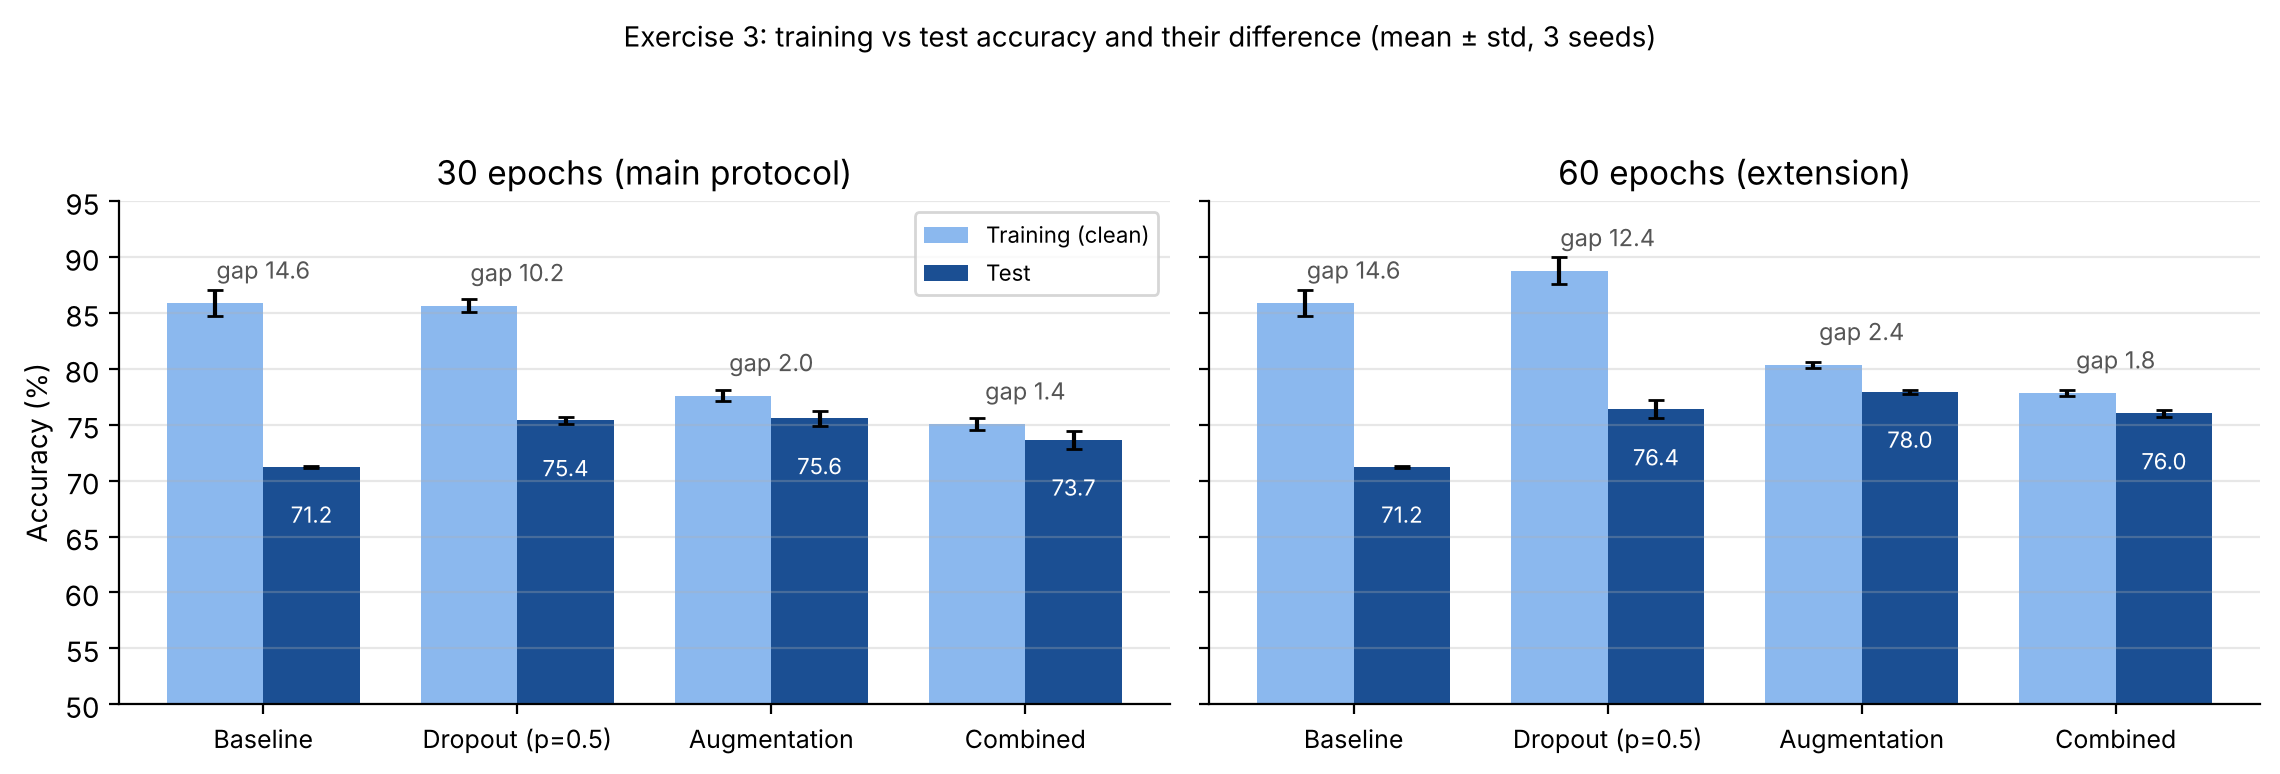 Exercise 3: training vs test accuracy and their difference (mean ± std, 3 seeds)
30 epochs (main protocol)
Accuracy (%)
95
90
85
80
75
70
65
60
55
50
Training (clean)
Test
gap 14.6
gap 10.2
gap 2.0
gap 1.4
71.2
75.4
75.6
73.7
Baseline
Dropout (p=0.5)
Augmentation
Combined
60 epochs (extension)
gap 14.6
gap 12.4
gap 2.4
gap 1.8
71.2
76.4
78.0
76.0
Baseline
Dropout (p=0.5)
Augmentation
Combined